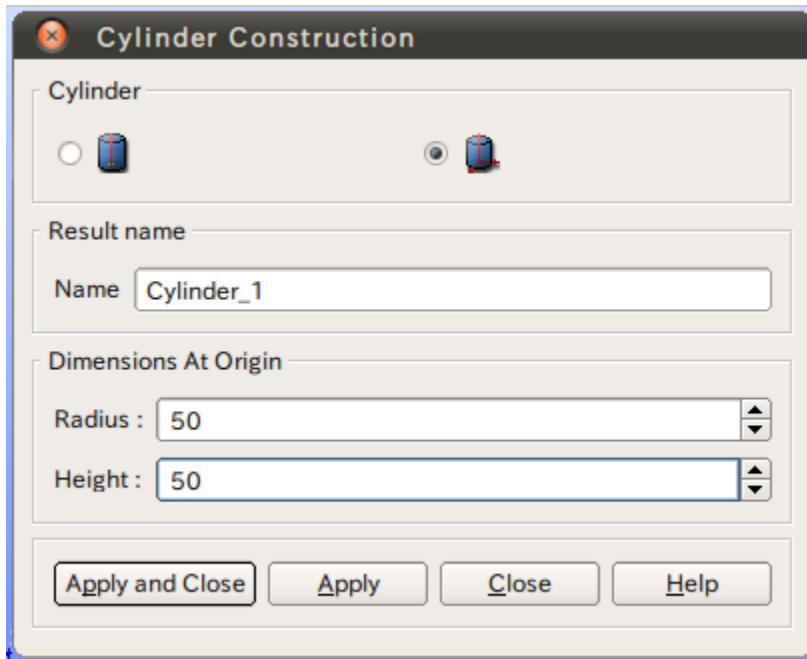 Cylinder Construction
Cylinder
Result name
Name Cylinder_1
Dimensions At Origin
Radius : 50
Height : 50
Apply and Close Apply Close Help